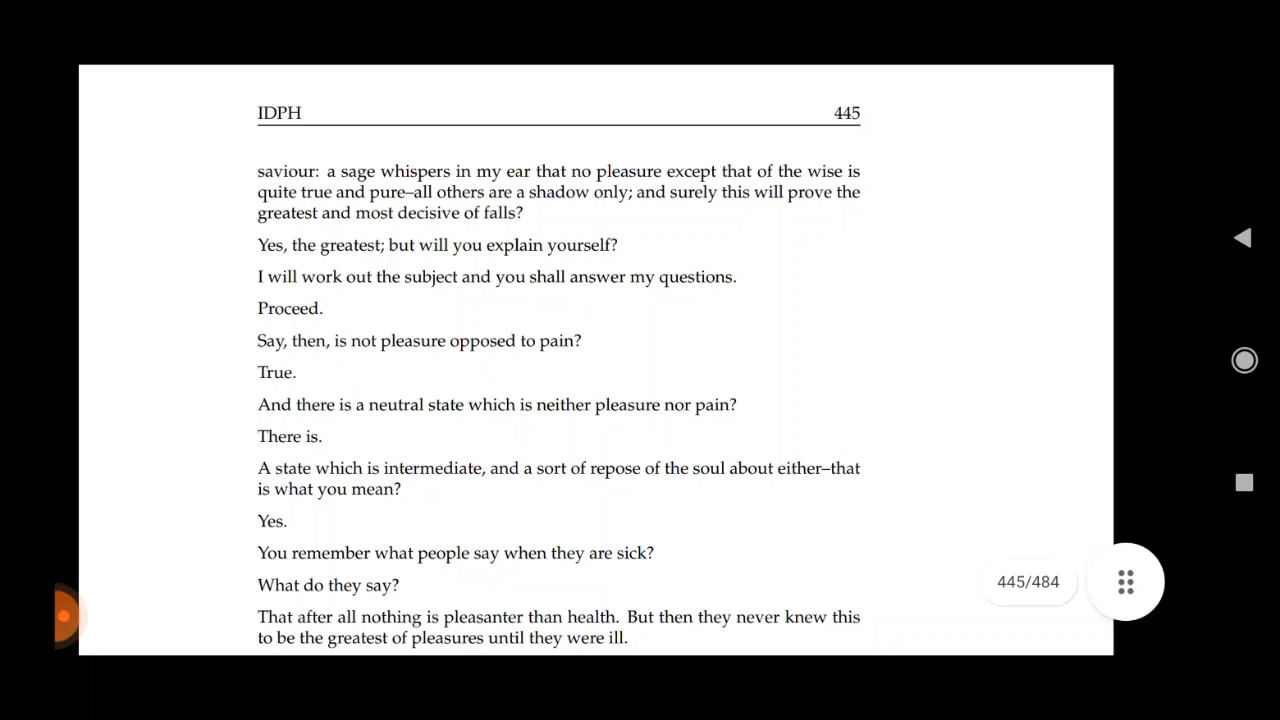 IDPH 445
saviour: a sage whispers in my ear that no pleasure except that of the wise is
quite true and pure–all others are a shadow only; and surely this will prove the
greatest and most decisive of falls?
Yes, the greatest; but will you explain yourself?
I will work out the subject and you shall answer my questions.
Proceed.
Say, then, is not pleasure opposed to pain?
True.
And there is a neutral state which is neither pleasure nor pain?
There is.
A state which is intermediate, and a sort of repose of the soul about either–that
is what you mean?
Yes.
You remember what people say when they are sick?
What do they say?
That after all nothing is pleasanter than health. But then they never knew this
to be the greatest of pleasures until they were ill.
445/484